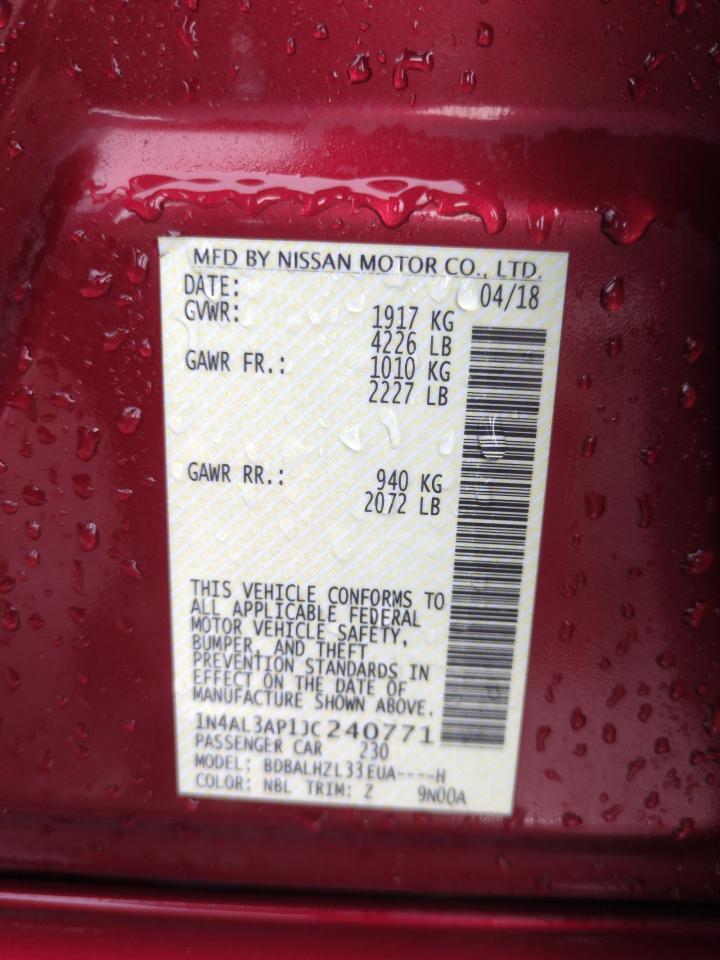 MFD BY NISSAN MOTOR CO., LTD.
DATE: 04/18
GVWR: 1917 KG
4226 LB
GAWR FR.: 1010 KG
2227 LB
GAWR RR.: 940 KG
2072 LB
THIS VEHICLE CONFORMS TO
ALL APPLICABLE FEDERAL
MOTOR VEHICLE SAFETY,
BUMPER, AND THEFT
PREVENTION STANDARDS IN
EFFECT ON THE DATE OF
MANUFACTURE SHOWN ABOVE.
1N4AL3AP1JC240771
PASSENGER CAR 230
MODEL: BDBALHZL33EUA----H
COLOR: NBL TRIM: Z 9N00A